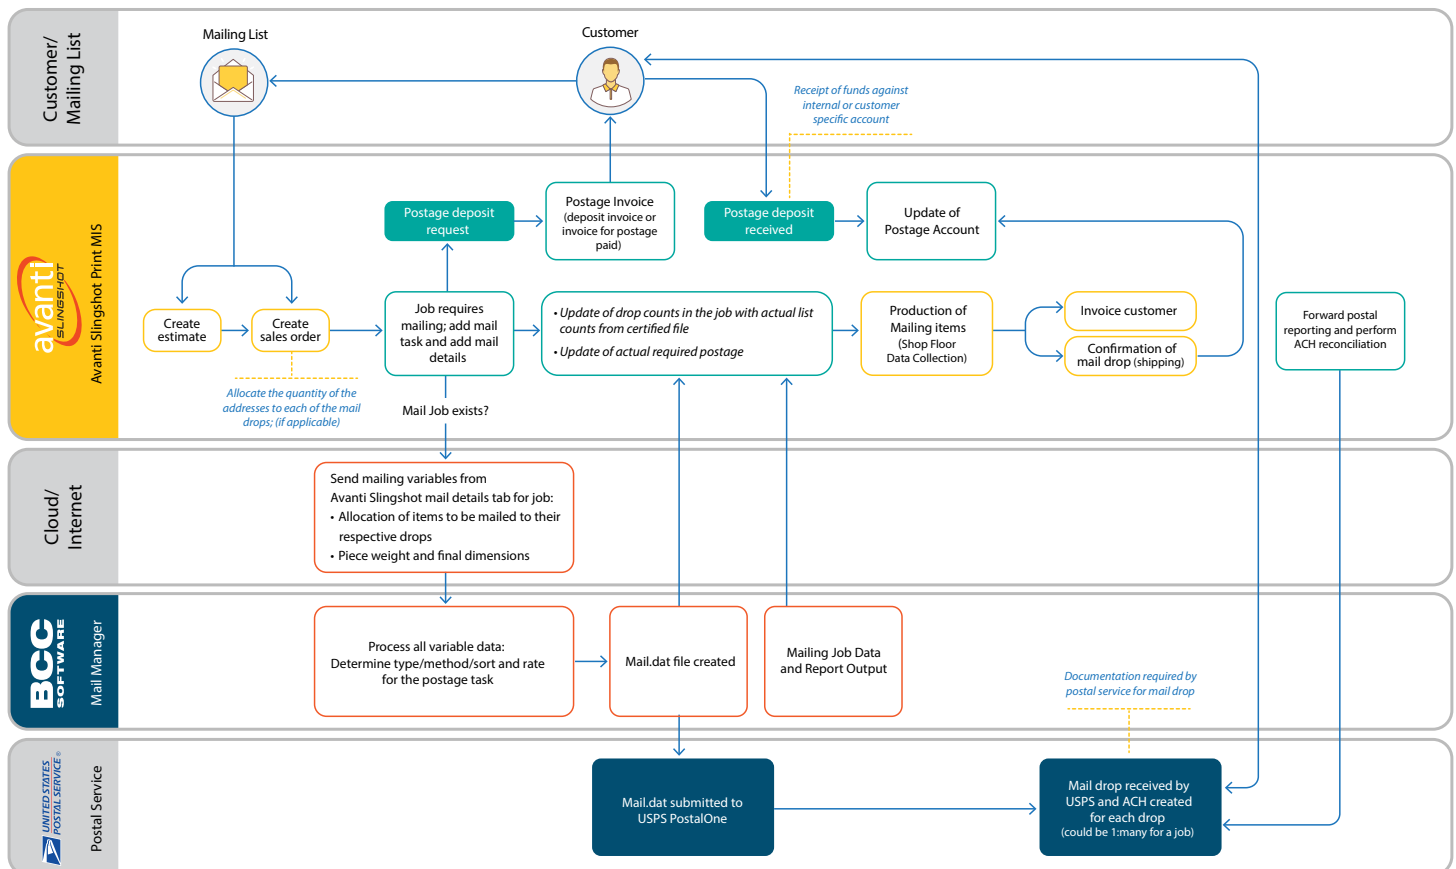 Customer/
Mailing List
Mailing List
Customer
Receipt of funds against
internal or customer
specific account
avanti
SLINGSHOT
Avanti Slingshot Print MIS
Postage deposit
request
Postage Invoice
(deposit invoice or
invoice for postage
paid)
Postage deposit
received
Update of
Postage Account
Create
estimate
Create
sales order
Job requires
mailing; add mail
task and add mail
details
• Update of drop counts in the job with actual list
counts from certified file
• Update of actual required postage
Production of
Mailing items
(Shop Floor
Data Collection)
Invoice customer
Confirmation of
mail drop (shipping)
Forward postal
reporting and perform
ACH reconciliation
Allocate the quantity of the
addresses to each of the mail
drops; (if applicable)
Mail Job exists?
Cloud/
Internet
Send mailing variables from
Avanti Slingshot mail details tab for job:
• Allocation of items to be mailed to their
respective drops
• Piece weight and final dimensions
BCC
SOFTWARE
Mail Manager
Process all variable data:
Determine type/method/sort and rate
for the postage task
Mail.dat file created
Mailing Job Data
and Report Output
Documentation required by
postal service for mail drop
UNITED STATES
POSTAL SERVICE®
Postal Service
Mail.dat submitted to
USPS PostalOne
Mail drop received by
USPS and ACH created
for each drop
(could be 1:many for a job)